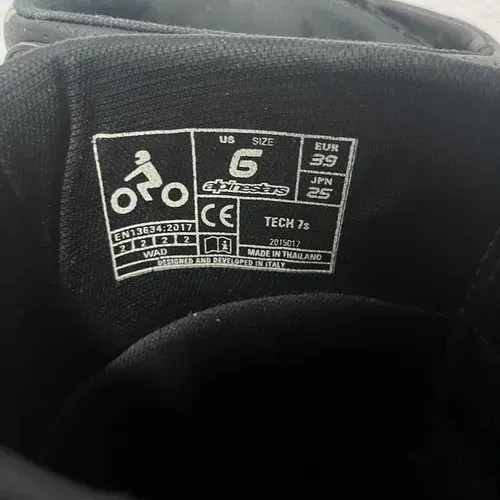 US SIZE
6
alpinestars
EUR
39
JPN
25
EN13634:2017
2 2 2 2
WAD
CE
TECH 7s
2015017
MADE IN THAILAND
DESIGNED AND DEVELOPED IN ITALY